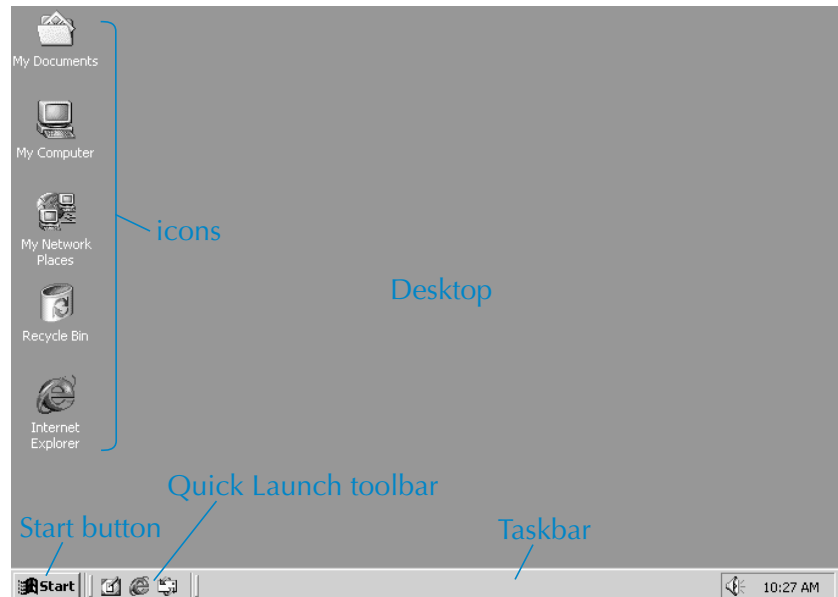 My Documents
My Computer
icons
My Network
Places
Desktop
Recycle Bin
Internet
Explorer
Quick Launch toolbar
Start button
Taskbar
Start
10:27 AM